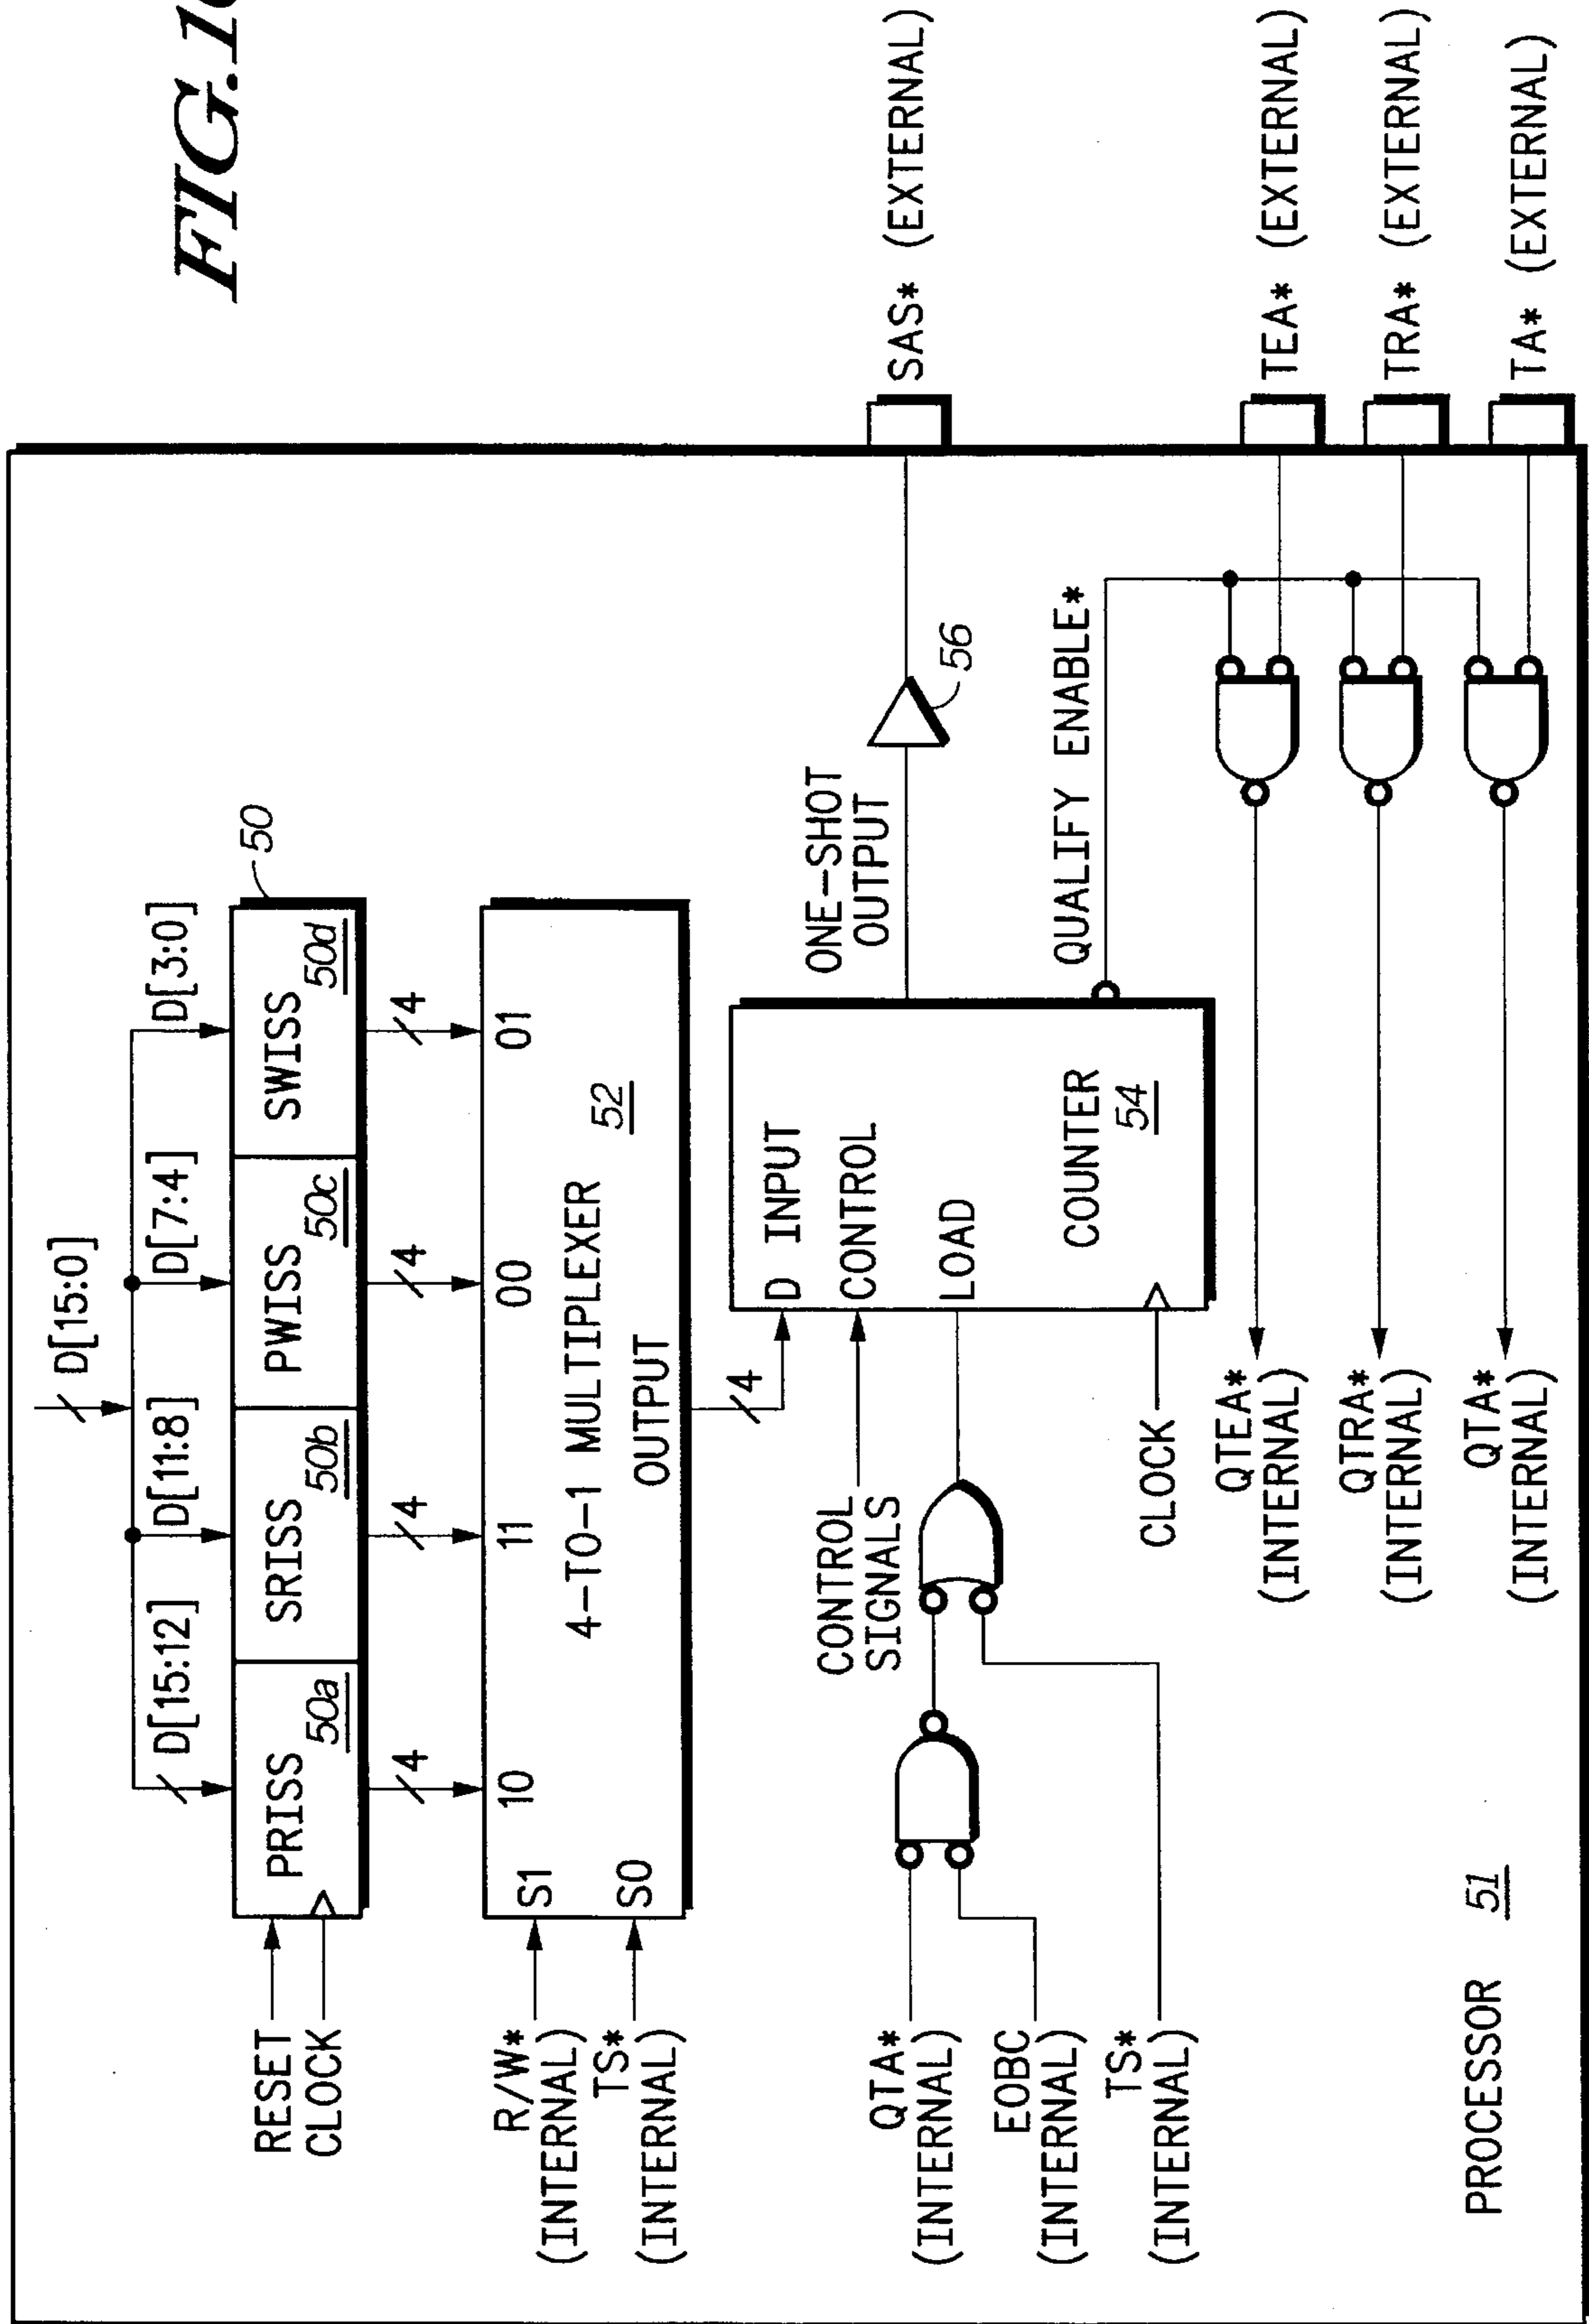 FIG.10
D[15:0]
D[15:12]
D[11:8]
D[7:4]
D[3:0]
50
RESET
CLOCK
PRISS
50a
SRISS
50b
PWISS
50c
SWISS
50d
4
4
4
4
R/W*
(INTERNAL)
TS*
(INTERNAL)
S1
S0
10
11
00
01
4-TO-1 MULTIPLEXER
52
OUTPUT
4
D INPUT
CONTROL
LOAD
COUNTER
54
CONTROL
SIGNALS
CLOCK
QTA*
(INTERNAL)
EOBC
(INTERNAL)
TS*
(INTERNAL)
ONE-SHOT
OUTPUT
56
SAS* (EXTERNAL)
QUALIFY ENABLE*
QTEA*
(INTERNAL)
TEA* (EXTERNAL)
QTRA*
(INTERNAL)
TRA* (EXTERNAL)
QTA*
(INTERNAL)
TA* (EXTERNAL)
PROCESSOR 51